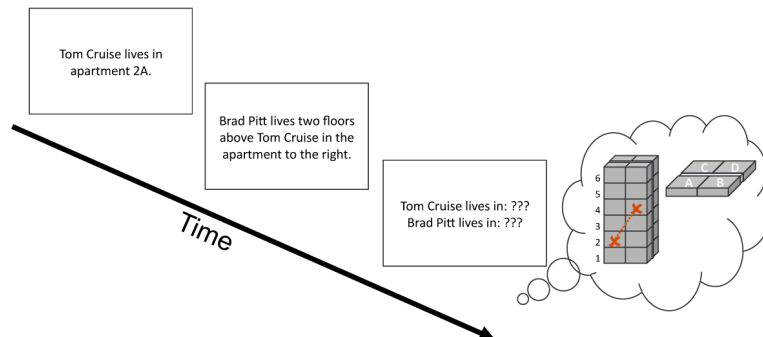 Tom Cruise lives in
apartment 2A.
Brad Pitt lives two floors
above Tom Cruise in the
apartment to the right.
Tom Cruise lives in: ???
Brad Pitt lives in: ???
Time
6
5
4
3
2
1
C D
A B